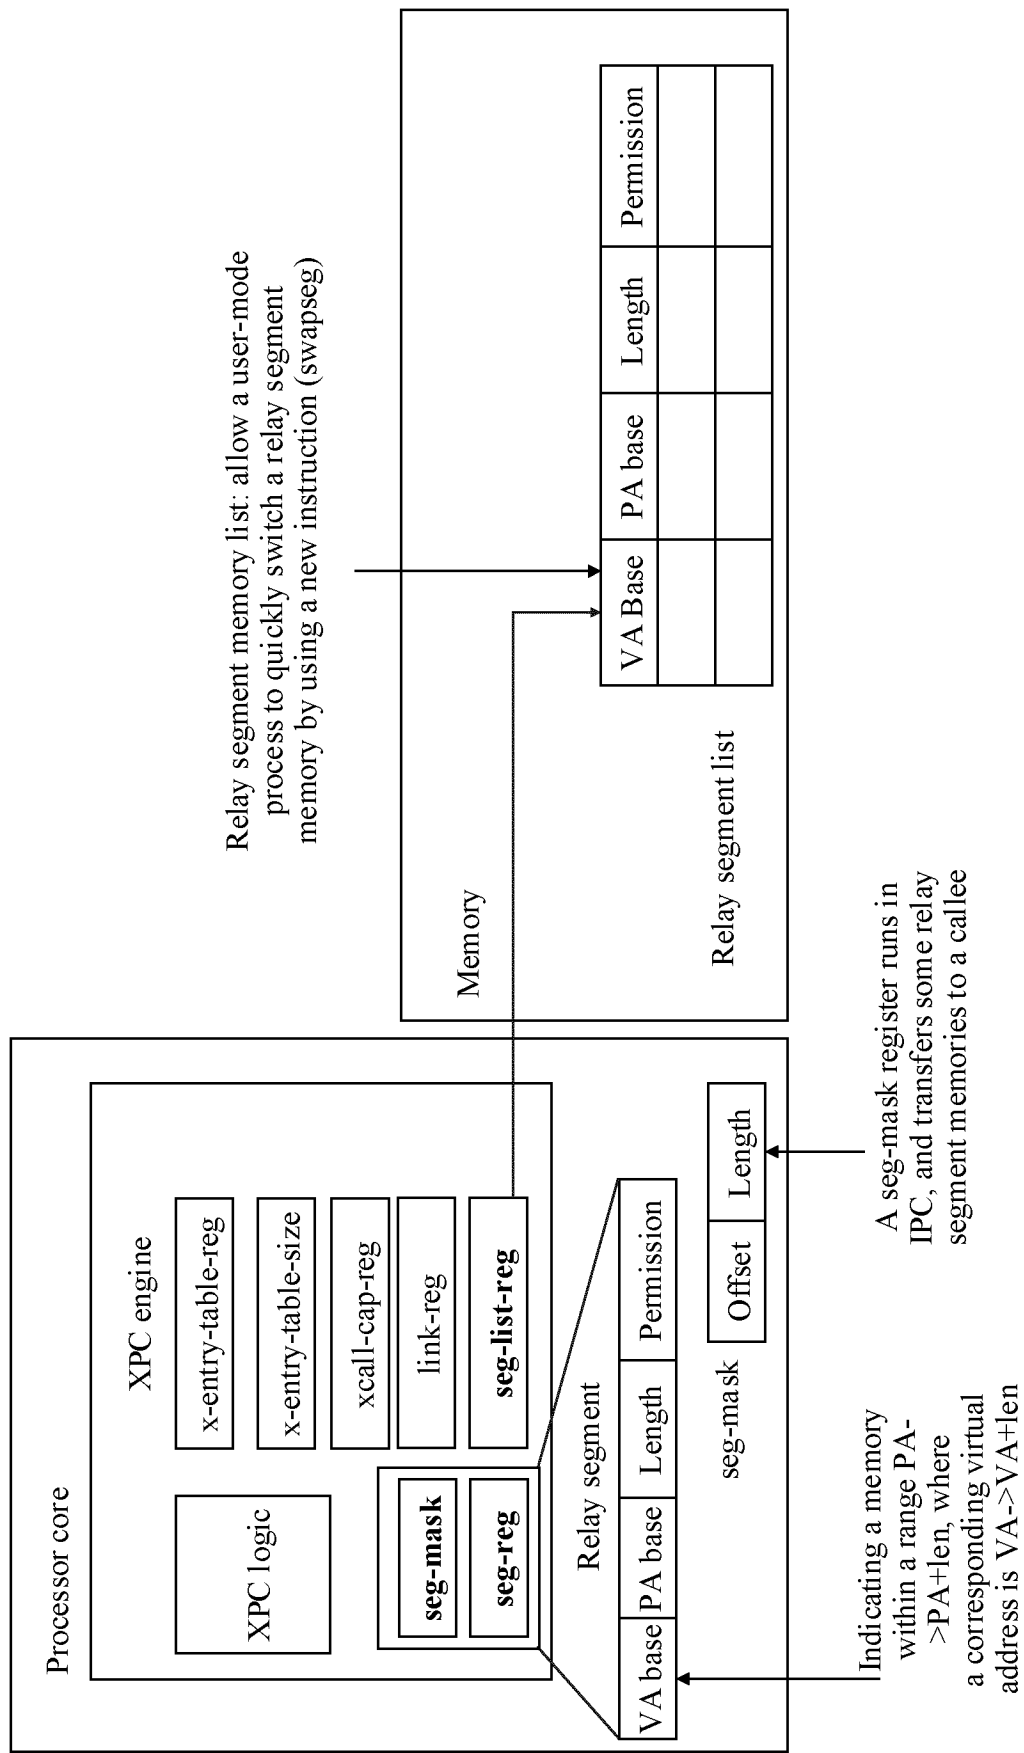 Processor core
XPC engine
XPC logic
x-entry-table-reg
x-entry-table-size
xcall-cap-reg
link-reg
seg-list-reg
seg-mask
seg-reg
Relay segment
VA base
PA base
Length
Permission
seg-mask
Offset
Length
Indicating a memory
within a range PA-
>PA+len, where
a corresponding virtual
address is VA->VA+len
A seg-mask register runs in
IPC, and transfers some relay
segment memories to a callee
Relay segment memory list: allow a user-mode
process to quickly switch a relay segment
memory by using a new instruction (swapseg)
Memory
Relay segment list
VA Base
PA base
Length
Permission